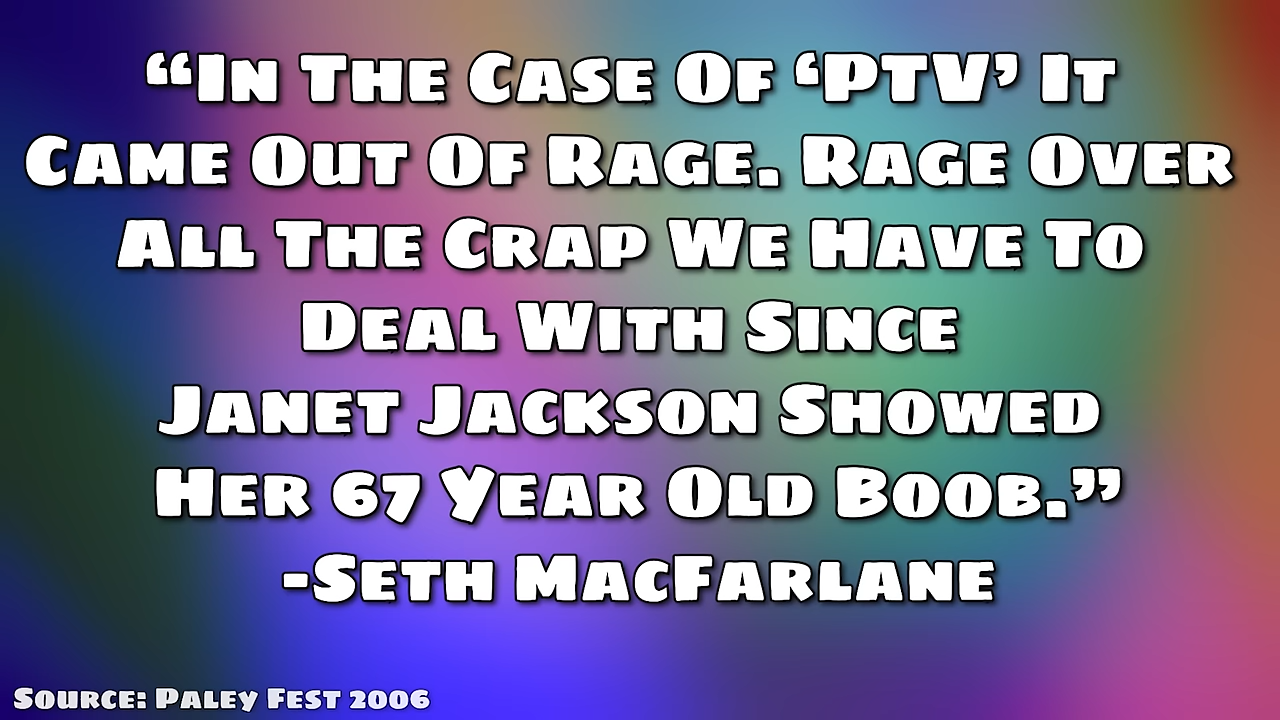 “In The Case Of ‘PTV’ It
Came Out Of Rage. Rage Over
All The Crap We Have To
Deal With Since
Janet Jackson Showed
Her 67 Year Old Boob.”
-Seth MacFarlane
Source: Paley Fest 2006